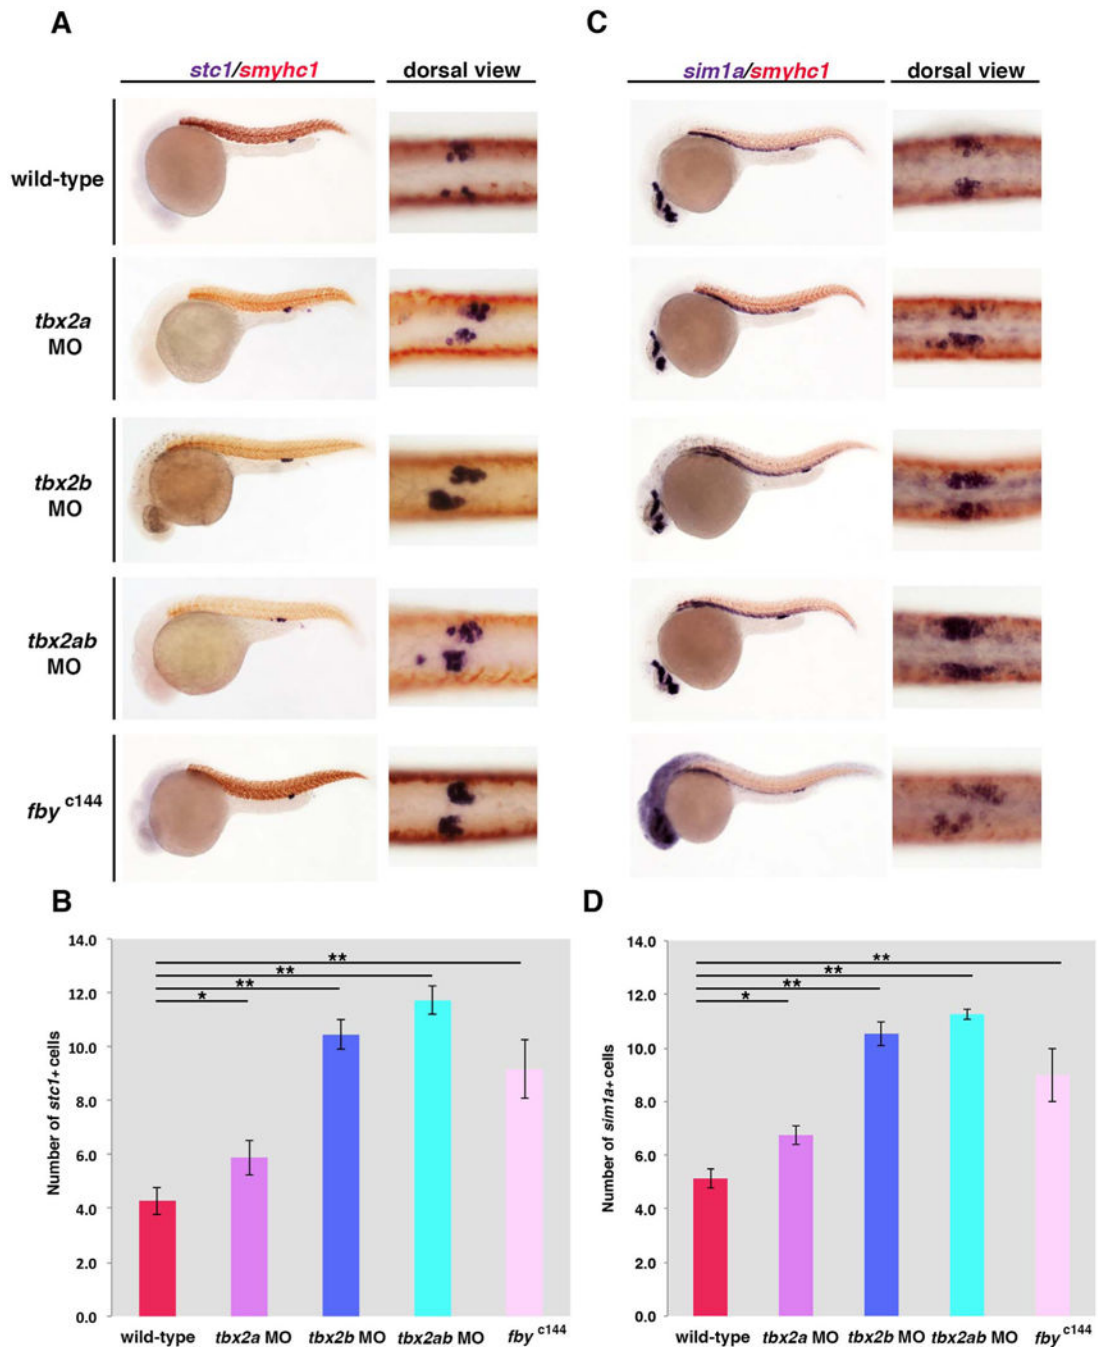 A
stc1/smyhc1
dorsal view
wild-type
tbx2a
MO
tbx2b
MO
tbx2ab
MO
fby c144
C
sim1a/smyhc1
dorsal view
B
14.0
12.0
10.0
8.0
6.0
4.0
2.0
0.0
Number of stc1+ cells
**
**
**
*
wild-type tbx2a MO tbx2b MO tbx2ab MO fby c144
D
14.0
12.0
10.0
8.0
6.0
4.0
2.0
0.0
Number of sim1a+ cells
**
**
**
*
wild-type tbx2a MO tbx2b MO tbx2ab MO fby c144